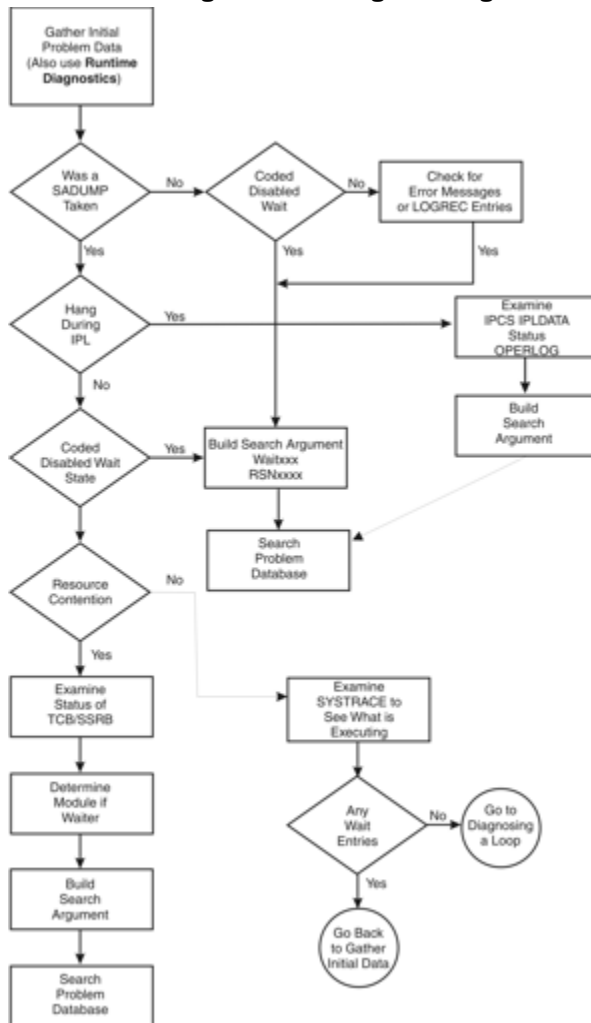 Gather Initial
Problem Data
(Also use Runtime
Diagnostics)
Was a
SADUMP
Taken
No
Coded
Disabled
Wait
No
Check for
Error Messages
or LOGREC Entries
Yes
Yes
Yes
Hang
During
IPL
Yes
Examine
IPCS IPLDATA
Status
OPERLOG
No
Build
Search
Argument
Coded
Disabled Wait
State
Yes
Build Search Argument
Waitxxx
RSNxxxx
Search
Problem
Database
Resource
Contention
No
Yes
Examine
Status of
TCB/SSRB
Examine
SYSTRACE to
See What is
Executing
Determine
Module if
Waiter
Any
Wait
Entries
No
Go to
Diagnosing
a Loop
Yes
Build
Search
Argument
Go Back
to Gather
Initial Data
Search
Problem
Database